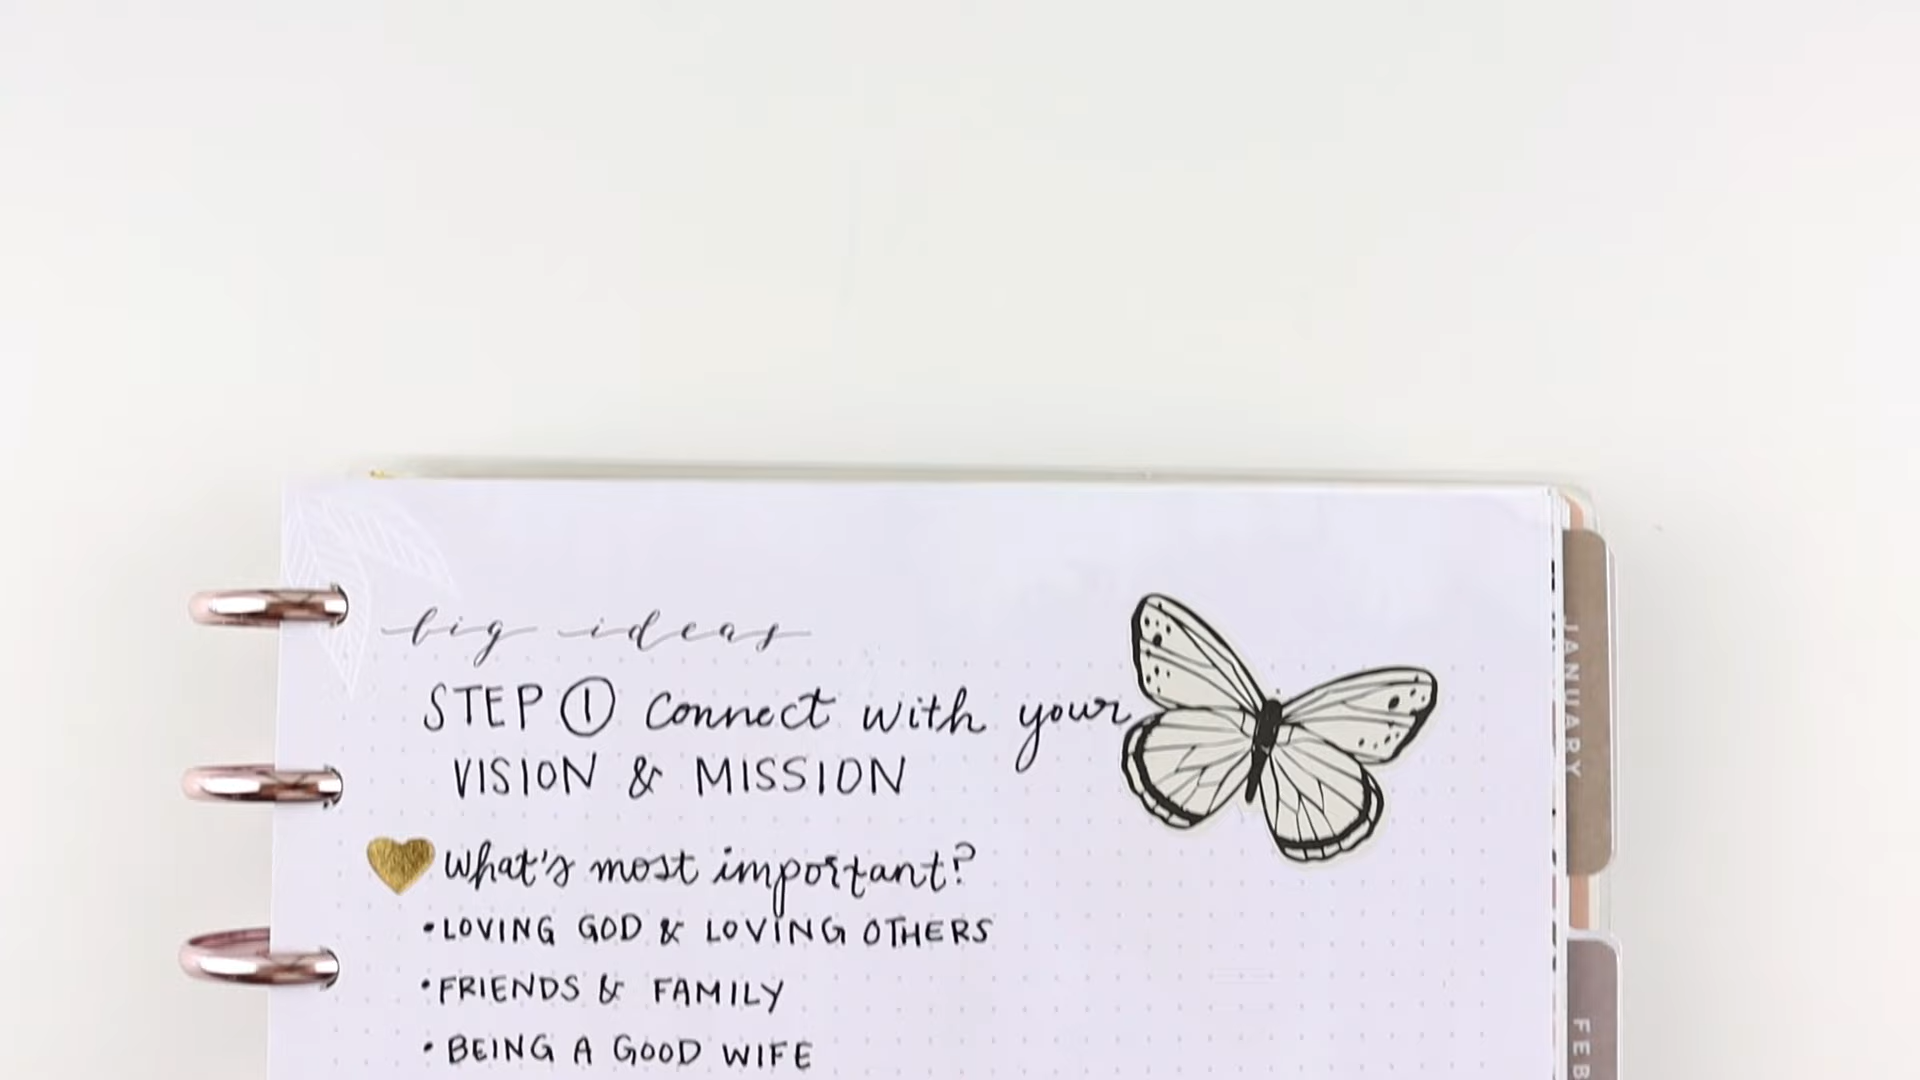 big ideas
STEP ① Connect with your
VISION & MISSION
What's most important?
• LOVING GOD & LOVING OTHERS
• FRIENDS & FAMILY
• BEING A GOOD WIFE
JANUARY
FEB